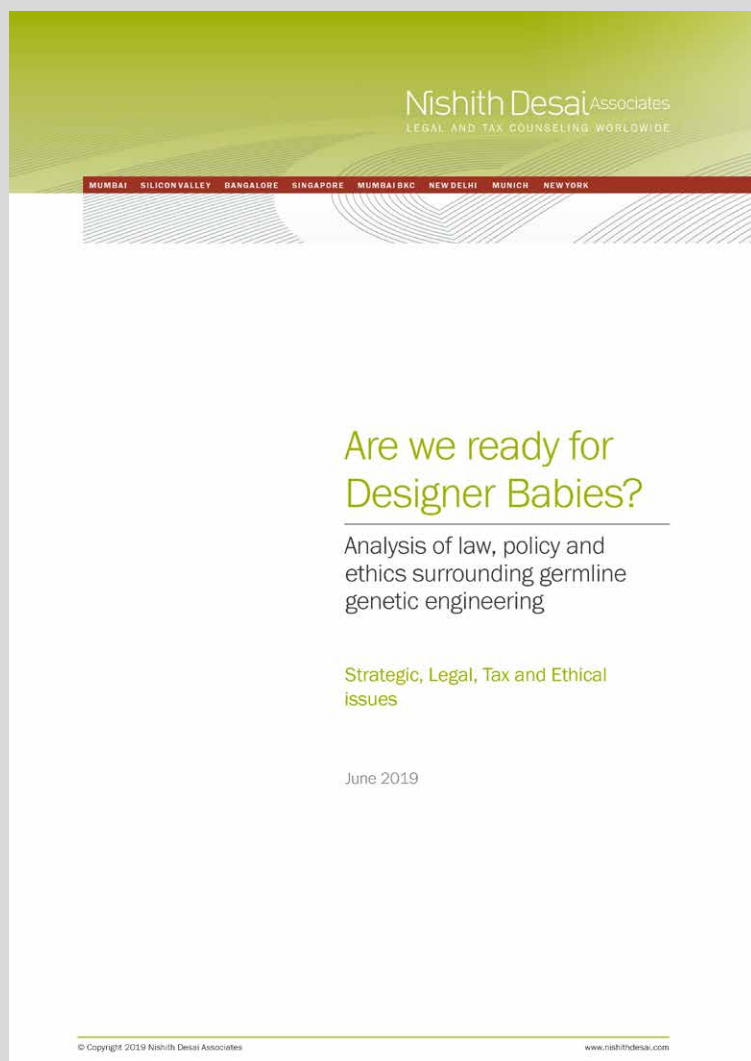 Nishith Desai Associates
LEGAL AND TAX COUNSELING WORLDWIDE
MUMBAI SILICON VALLEY BANGALORE SINGAPORE MUMBAI BKC NEW DELHI MUNICH NEW YORK
Are we ready for
Designer Babies?
Analysis of law, policy and
ethics surrounding germline
genetic engineering
Strategic, Legal, Tax and Ethical
issues
June 2019
© Copyright 2019 Nishith Desai Associates www.nishithdesai.com